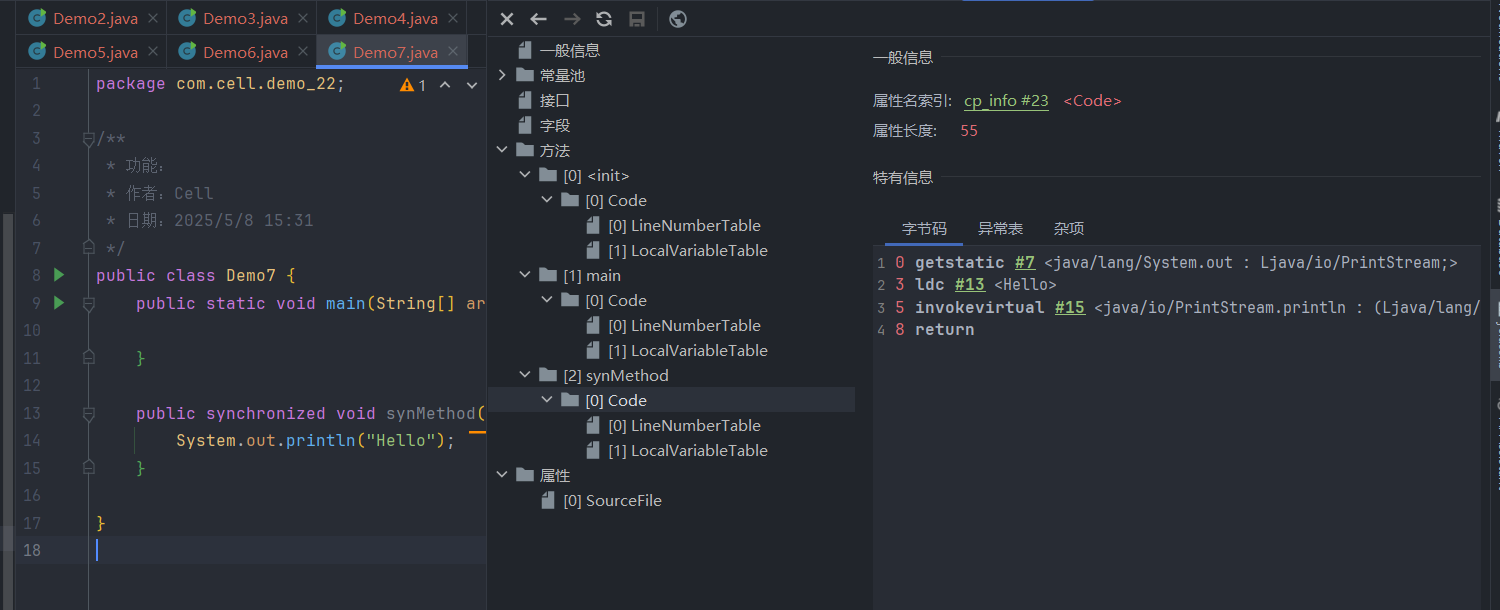 Demo2.java
Demo3.java
Demo4.java
Demo5.java
Demo6.java
Demo7.java
1 package com.cell.demo_22;
1
2
3 /**
4 * 功能：
5 * 作者：Cell
6 * 日期：2025/5/8 15:31
7 */
8 public class Demo7 {
9 public static void main(String[] ar
10
11 }
12
13 public synchronized void synMethod(
14 System.out.println("Hello");
15 }
16
17 }
18
一般信息
常量池
接口
字段
方法
[0] <init>
[0] Code
[0] LineNumberTable
[1] LocalVariableTable
[1] main
[0] Code
[0] LineNumberTable
[1] LocalVariableTable
[2] synMethod
[0] Code
[0] LineNumberTable
[1] LocalVariableTable
属性
[0] SourceFile
一般信息
属性名索引: cp_info #23 <Code>
属性长度: 55
特有信息
字节码 异常表 杂项
1 0 getstatic #7 <java/lang/System.out : Ljava/io/PrintStream;>
2 3 ldc #13 <Hello>
3 5 invokevirtual #15 <java/io/PrintStream.println : (Ljava/lang/
4 8 return